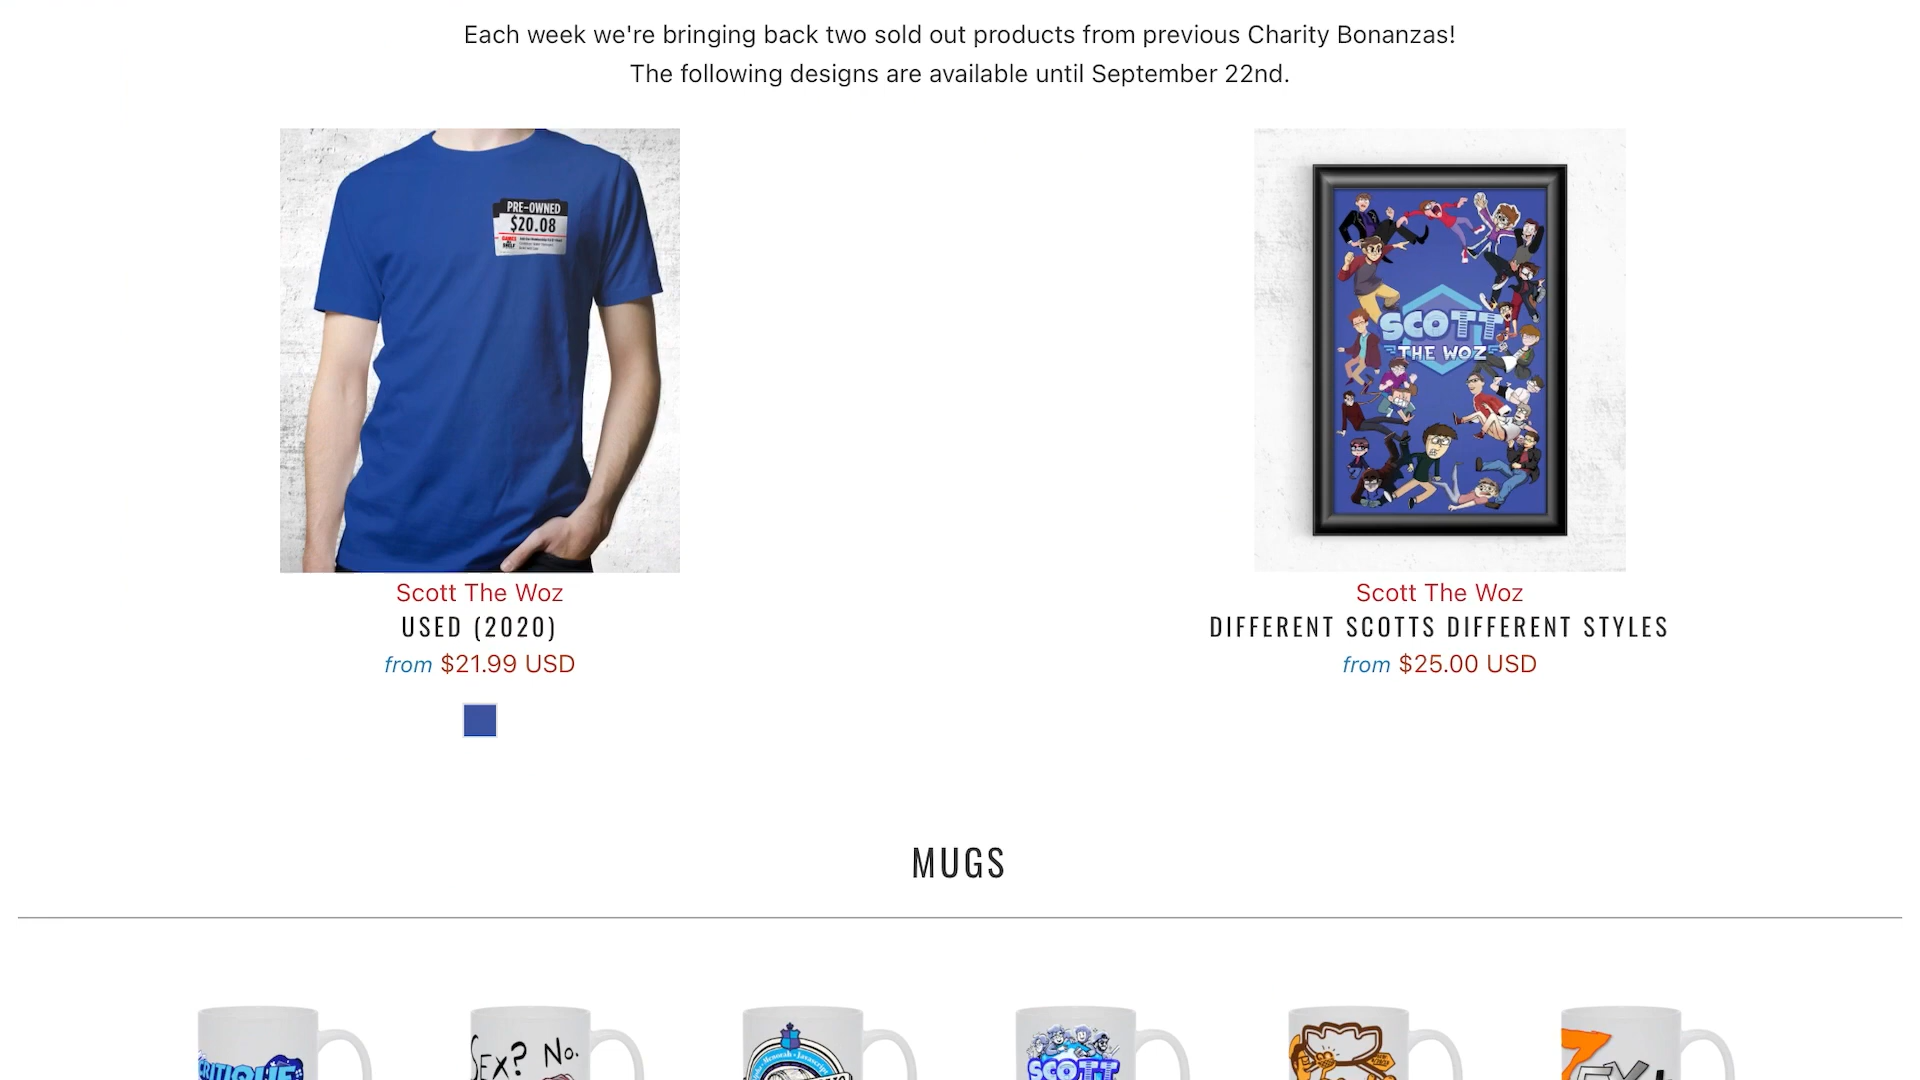 Each week we're bringing back two sold out products from previous Charity Bonanzas!
The following designs are available until September 22nd.
PRE-OWNED
$20.08
SCOTT
THE WOZ
Scott The Woz
USED (2020)
from $21.99 USD
Scott The Woz
DIFFERENT SCOTTS DIFFERENT STYLES
from $25.00 USD
MUGS
SEX? NO.
SCOTT